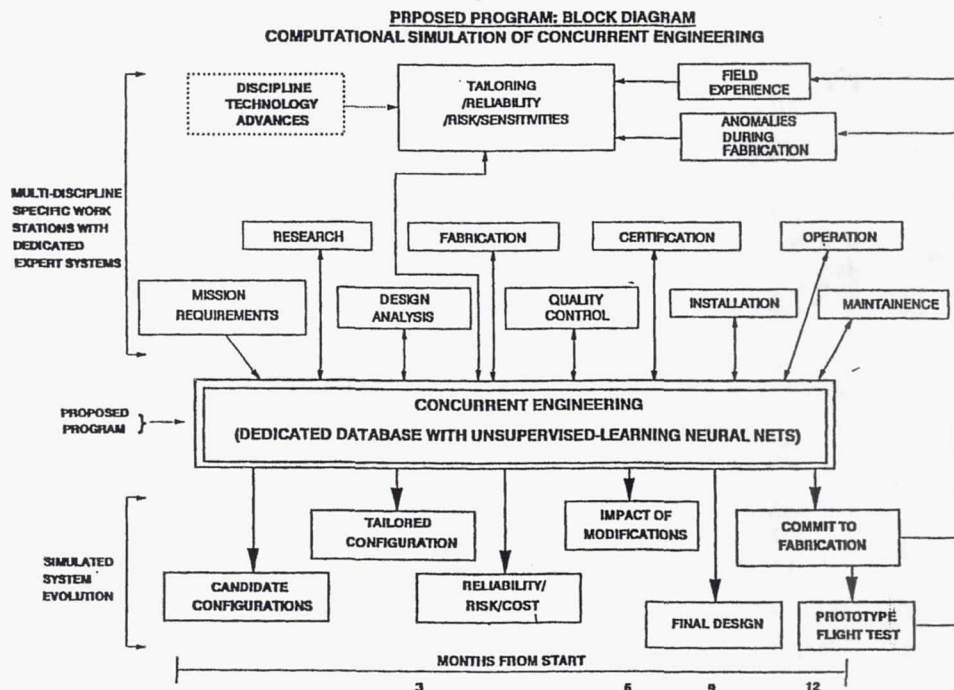 PRPOSED PROGRAM: BLOCK DIAGRAM
COMPUTATIONAL SIMULATION OF CONCURRENT ENGINEERING
DISCIPLINE
TECHNOLOGY
ADVANCES
TAILORING
/RELIABILITY
/RISK/SENSITIVITIES
FIELD
EXPERIENCE
ANOMALIES
DURING
FABRICATION
MULTI-DISCIPLINE
SPECIFIC WORK
STATIONS WITH
DEDICATED
EXPERT SYSTEMS
RESEARCH
FABRICATION
CERTIFICATION
OPERATION
MISSION
REQUIREMENTS
DESIGN
ANALYSIS
QUALITY
CONTROL
INSTALLATION
MAINTAINENCE
PROPOSED
PROGRAM
}
CONCURRENT ENGINEERING
(DEDICATED DATABASE WITH UNSUPERVISED-LEARNING NEURAL NETS)
SIMULATED
SYSTEM
EVOLUTION
TAILORED
CONFIGURATION
IMPACT OF
MODIFICATIONS
COMMIT TO
FABRICATION
CANDIDATE
CONFIGURATIONS
RELIABILITY/
RISK/COST
FINAL DESIGN
PROTOTYPE
FLIGHT TEST
MONTHS FROM START
3
12